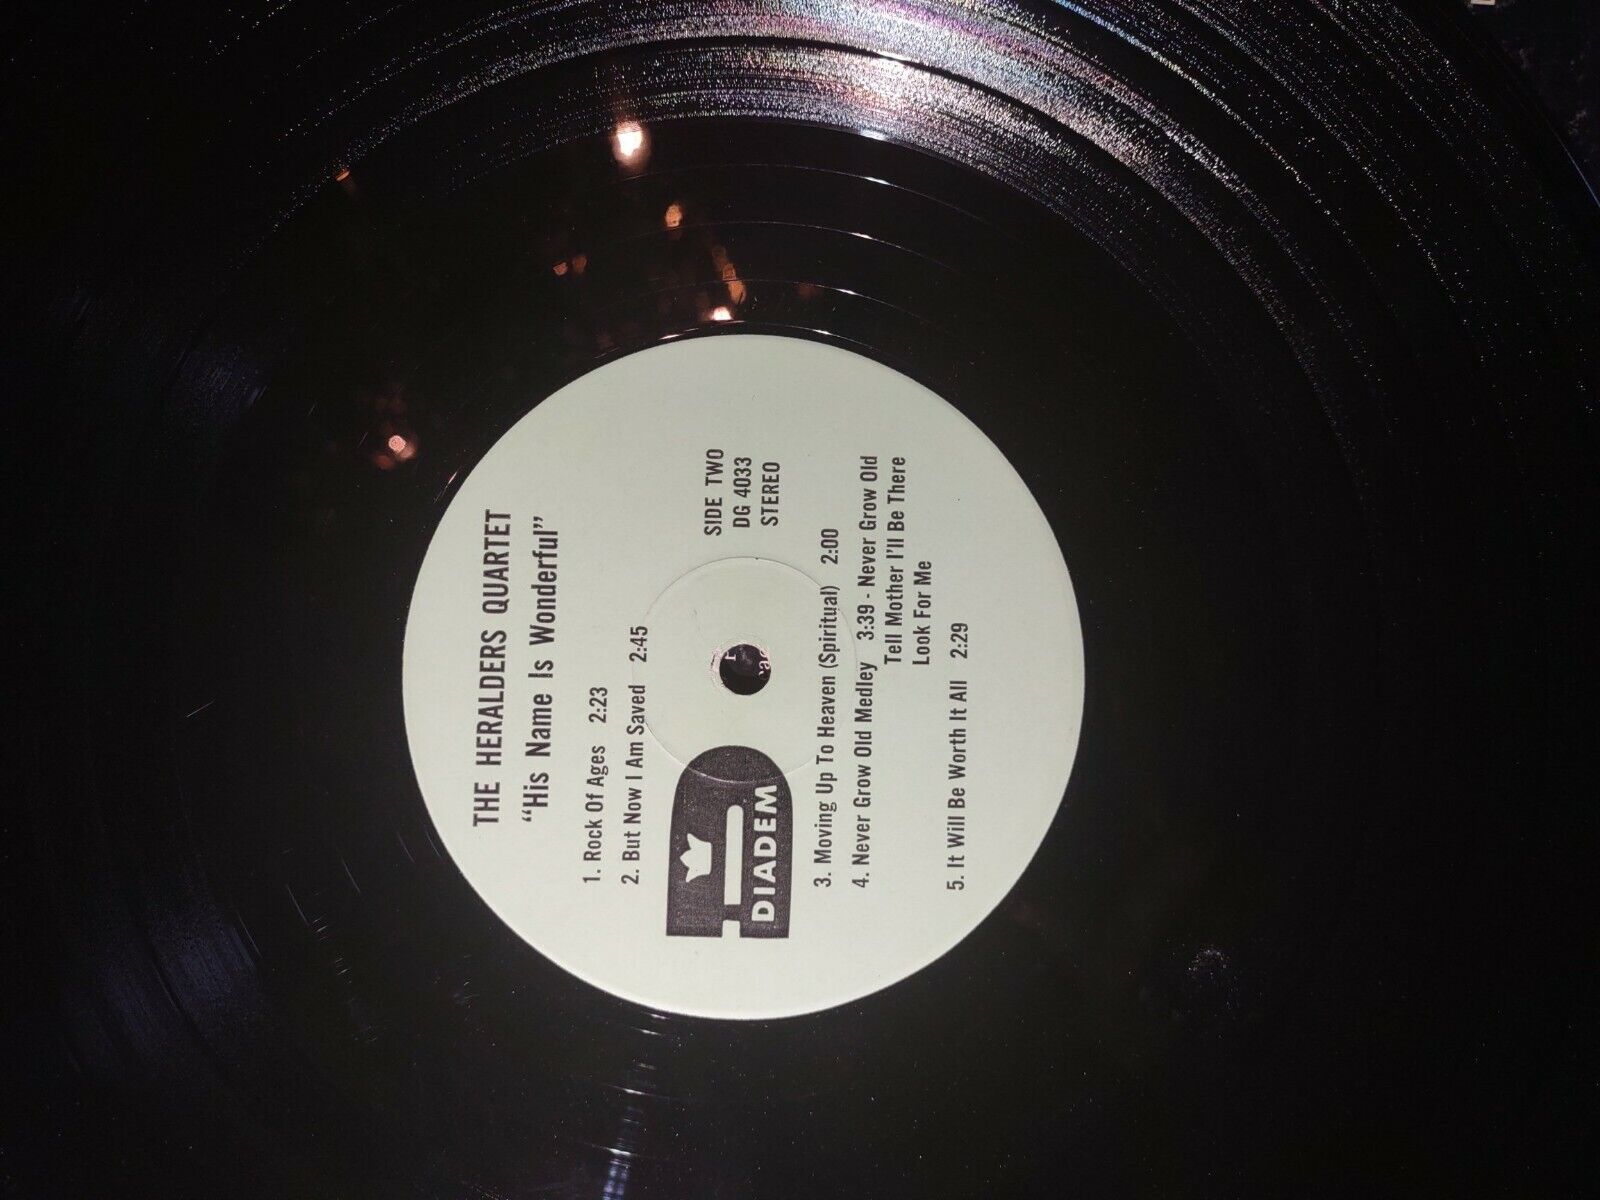 THE HERALDERS QUARTET
“His Name Is Wonderful”
1. Rock Of Ages 2:23
2. But Now I Am Saved 2:45
DIADEM
SIDE TWO
DG 4033
STEREO
3. Moving Up To Heaven (Spiritual) 2:00
4. Never Grow Old Medley 3:39 - Never Grow Old
Tell Mother I'll Be There
Look For Me
5. It Will Be Worth It All 2:29